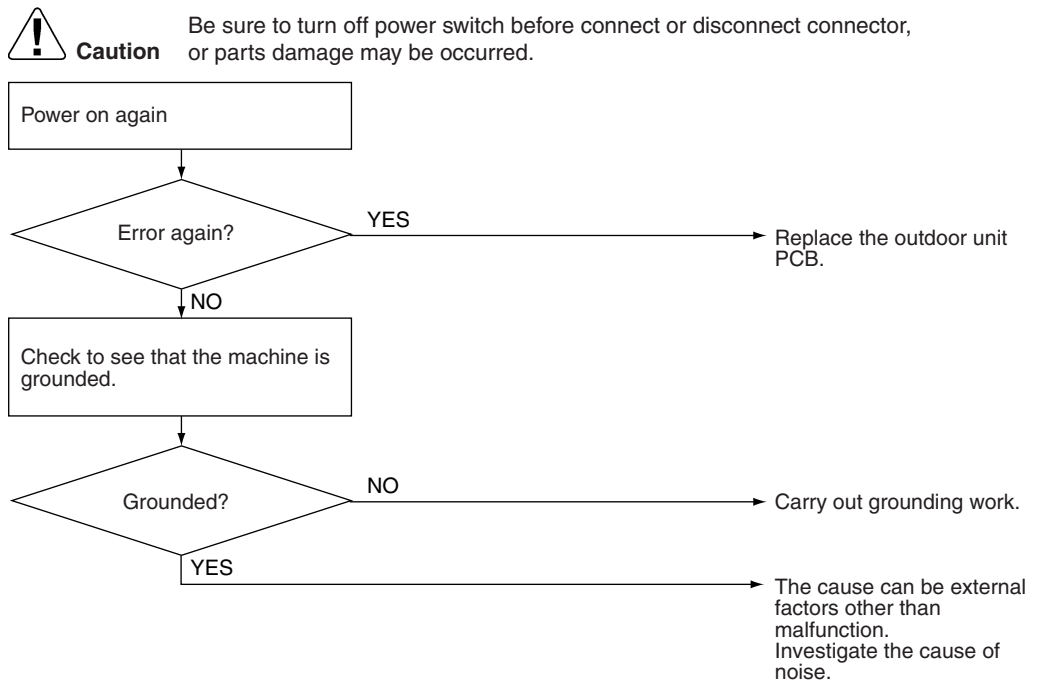 Be sure to turn off power switch before connect or disconnect connector,
Caution or parts damage may be occurred.
Power on again
Error again?
YES
Replace the outdoor unit
PCB.
NO
Check to see that the machine is
grounded.
Grounded?
NO
Carry out grounding work.
YES
The cause can be external
factors other than
malfunction.
Investigate the cause of
noise.